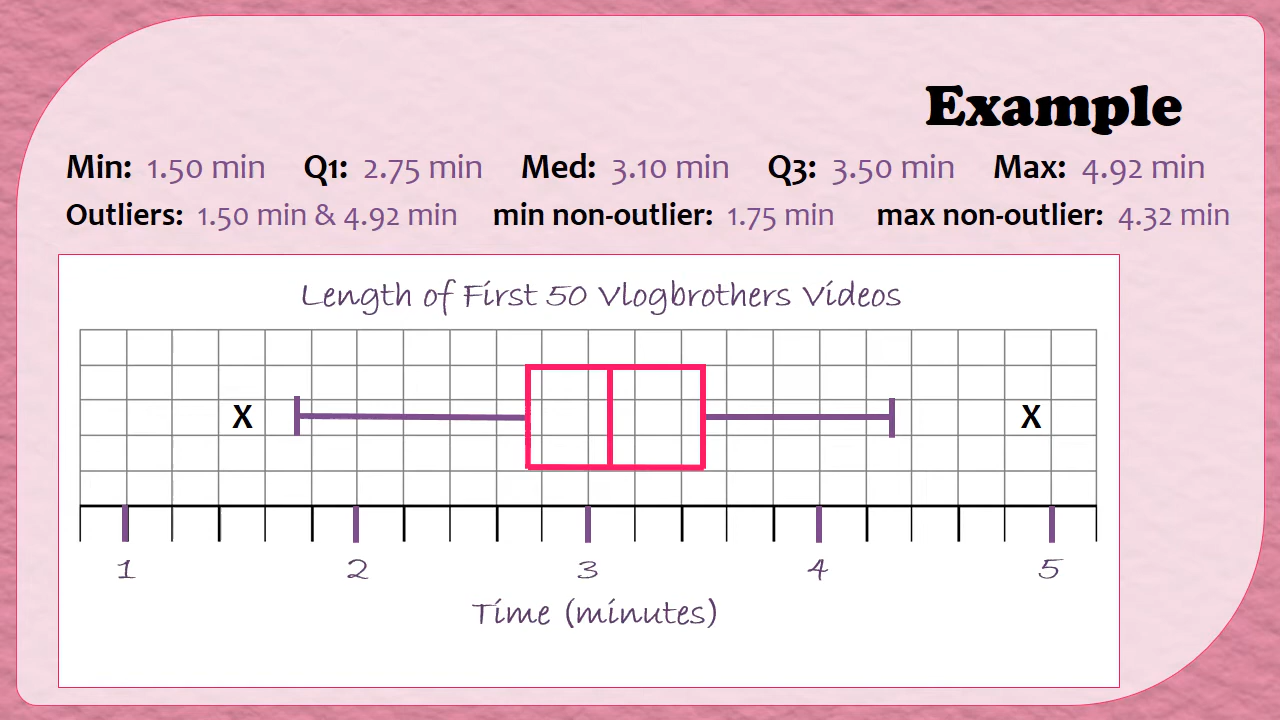 Example
Min: 1.50 min Q1: 2.75 min Med: 3.10 min Q3: 3.50 min Max: 4.92 min
Outliers: 1.50 min & 4.92 min min non-outlier: 1.75 min max non-outlier: 4.32 min
Length of First 50 Vlogbrothers Videos
X X
1 2 3 4 5
Time (minutes)